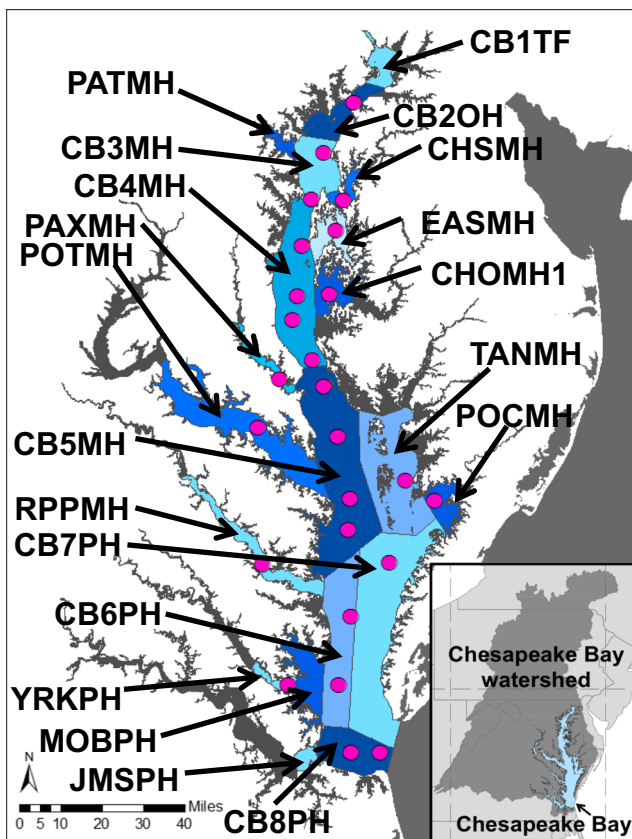 CB1TF
PATMH
CB2OH
CB3MH
CHSMH
CB4MH
PAXMH
EASMH
POTMH
CHOMH1
TANMH
POCMH
CB5MH
RPPMH
CB7PH
CB6PH
Chesapeake Bay
watershed
YRKPH
MOBPH
N
JMSPH
0 5 10 20 30 40 Miles
CB8PH
Chesapeake Bay